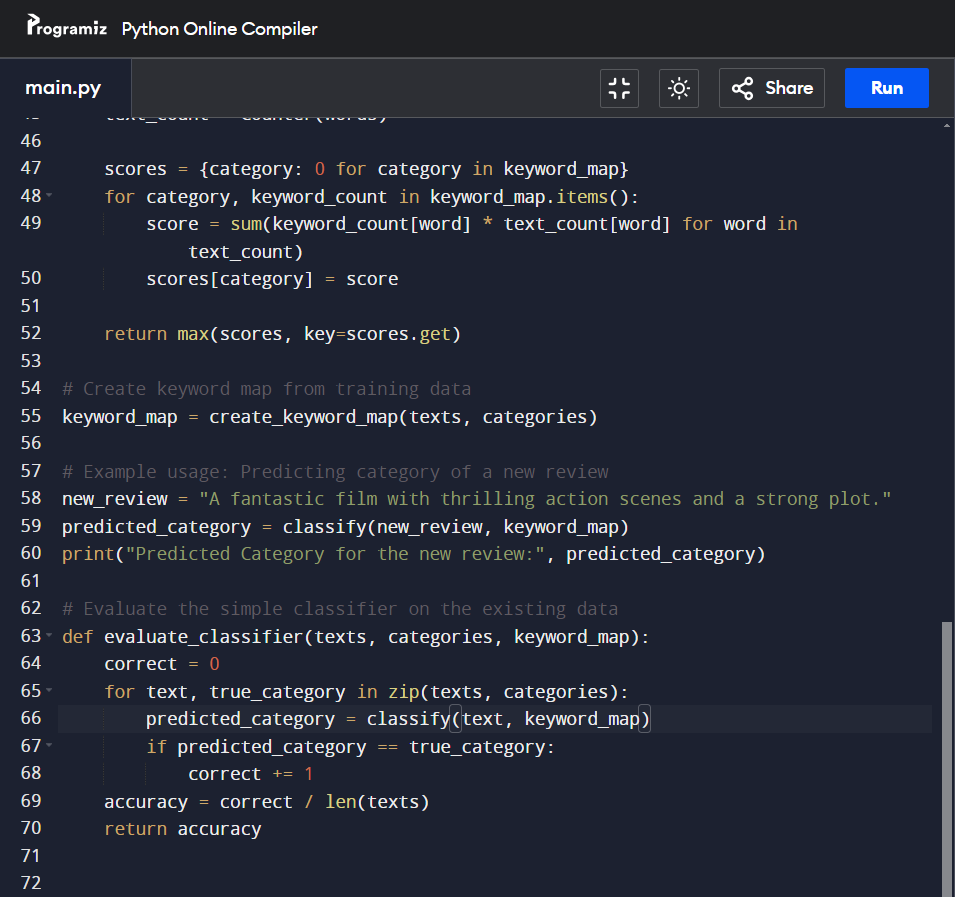 Programiz Python Online Compiler
main.py Share Run
46
47 scores = {category: 0 for category in keyword_map}
48 for category, keyword_count in keyword_map.items():
49 score = sum(keyword_count[word] * text_count[word] for word in
text_count)
50 scores[category] = score
51
52 return max(scores, key=scores.get)
53
54 # Create keyword map from training data
55 keyword_map = create_keyword_map(texts, categories)
56
57 # Example usage: Predicting category of a new review
58 new_review = "A fantastic film with thrilling action scenes and a strong plot."
59 predicted_category = classify(new_review, keyword_map)
60 print("Predicted Category for the new review:", predicted_category)
61
62 # Evaluate the simple classifier on the existing data
63 def evaluate_classifier(texts, categories, keyword_map):
64 correct = 0
65 for text, true_category in zip(texts, categories):
66 predicted_category = classify(text, keyword_map)
67 if predicted_category == true_category:
68 correct += 1
69 accuracy = correct / len(texts)
70 return accuracy
71
72